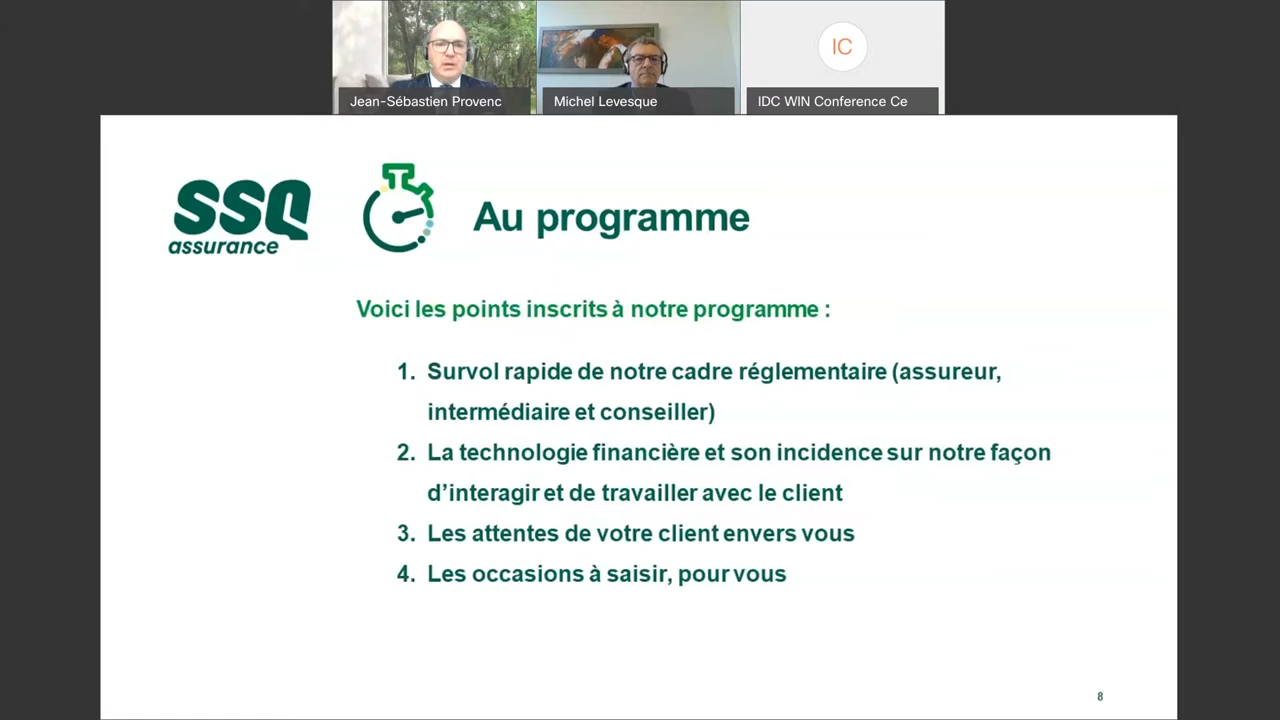 Jean-Sébastien Provenc
Michel Levesque
IC
IDC WIN Conference Ce
SSQ
assurance
Au programme
Voici les points inscrits à notre programme :
1. Survol rapide de notre cadre réglementaire (assureur,
intermédiaire et conseiller)
2. La technologie financière et son incidence sur notre façon
d’interagir et de travailler avec le client
3. Les attentes de votre client envers vous
4. Les occasions à saisir, pour vous
8